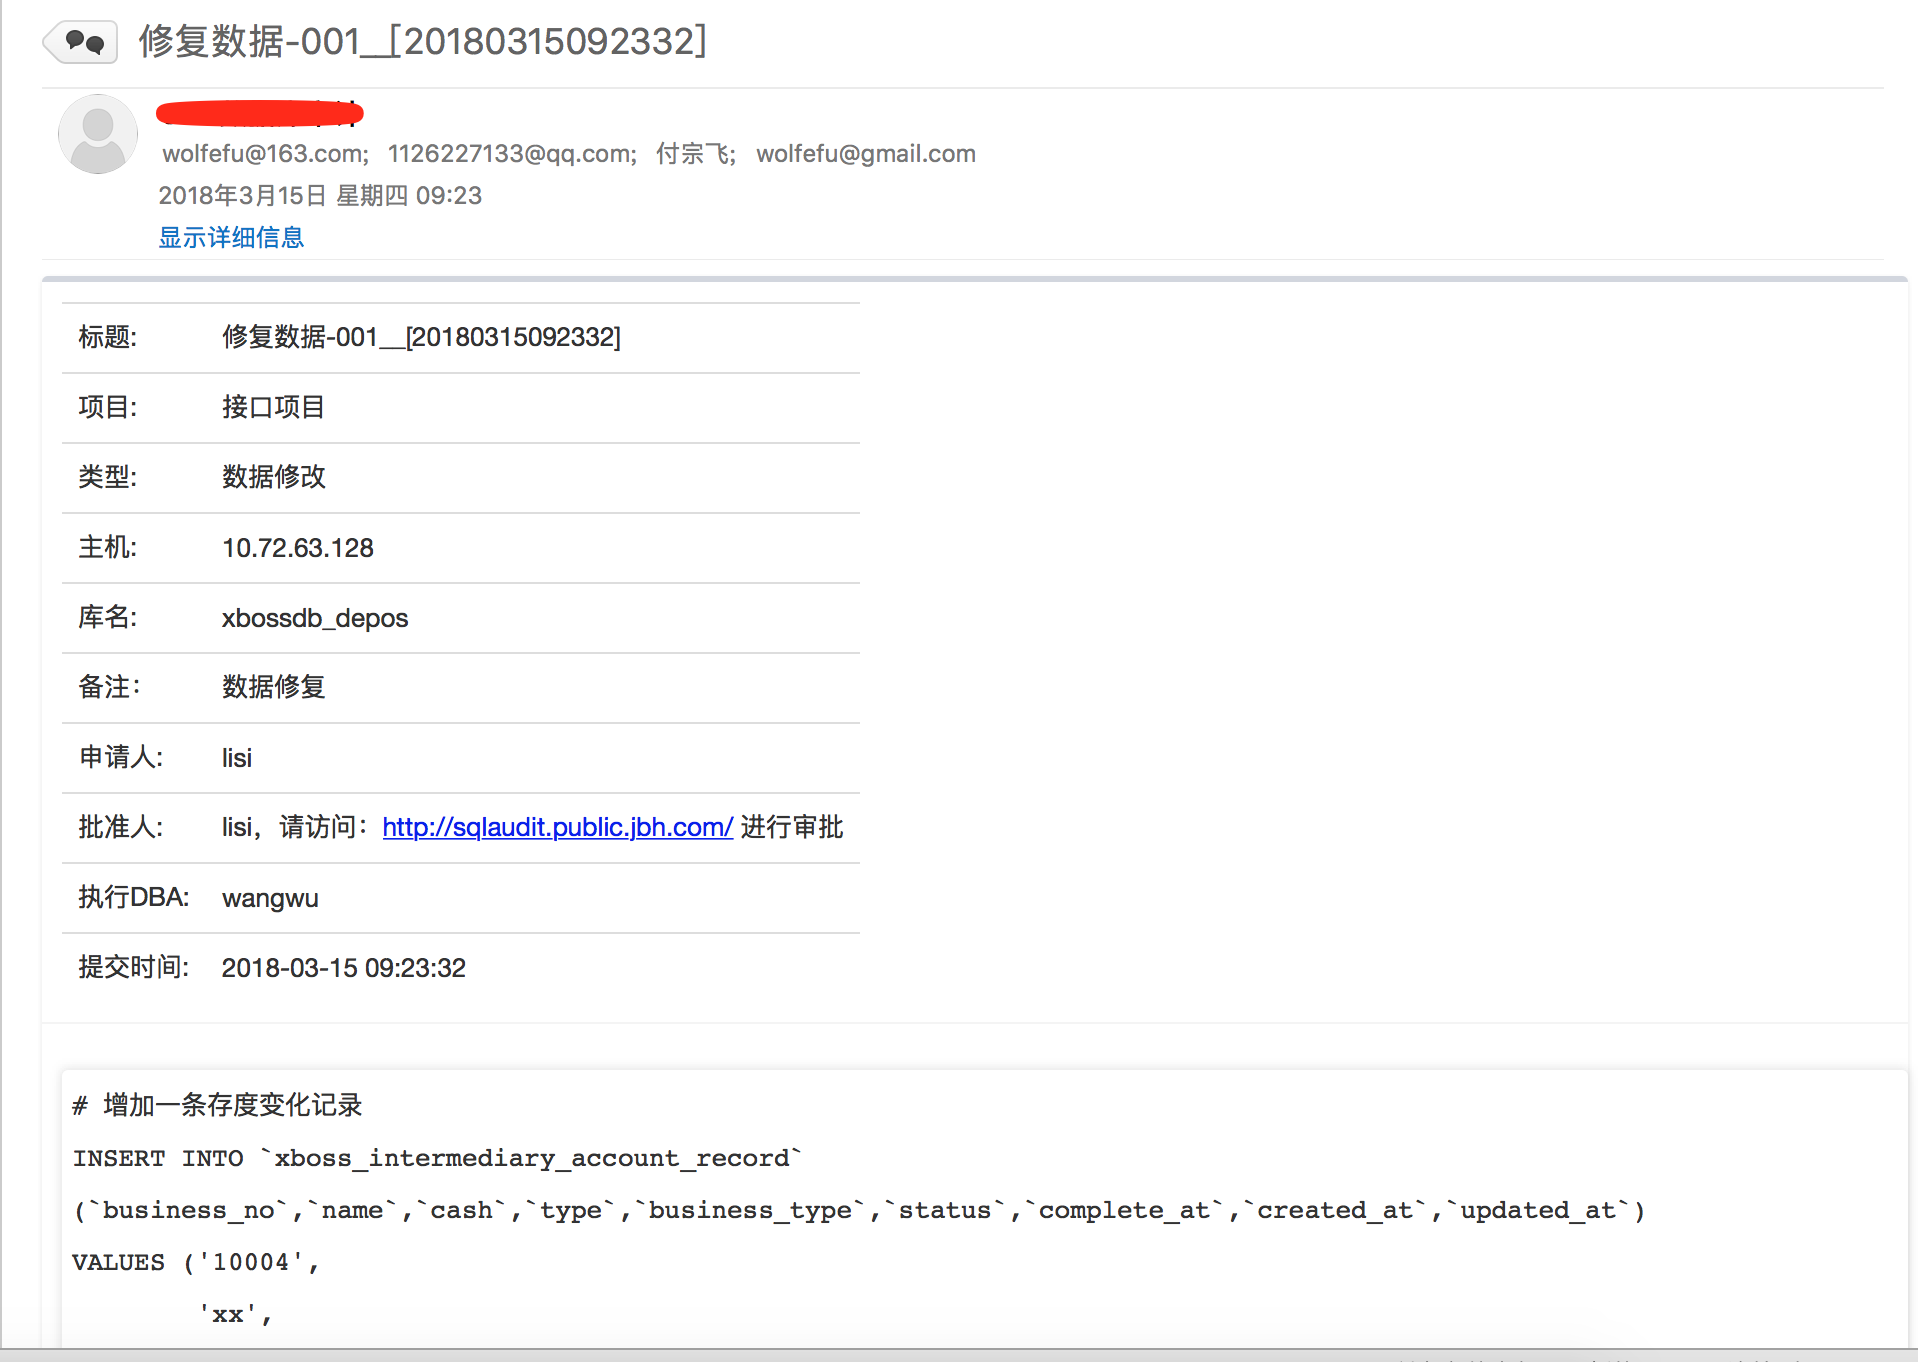 修复数据-001__[20180315092332]
wolfefu@163.com; 1126227133@qq.com; 付宗飞; wolfefu@gmail.com
2018年3月15日 星期四 09:23
显示详细信息
标题: 修复数据-001__[20180315092332]
项目: 接口项目
类型: 数据修改
主机: 10.72.63.128
库名: xbossdb_depos
备注: 数据修复
申请人: lisi
批准人: lisi，请访问：http://sqlaudit.public.jbh.com/ 进行审批
执行DBA: wangwu
提交时间: 2018-03-15 09:23:32
# 增加一条存度变化记录
INSERT INTO `xboss_intermediary_account_record`
(`business_no`,`name`,`cash`,`type`,`business_type`,`status`,`complete_at`,`created_at`,`updated_at`)
VALUES ('10004',
'xx',